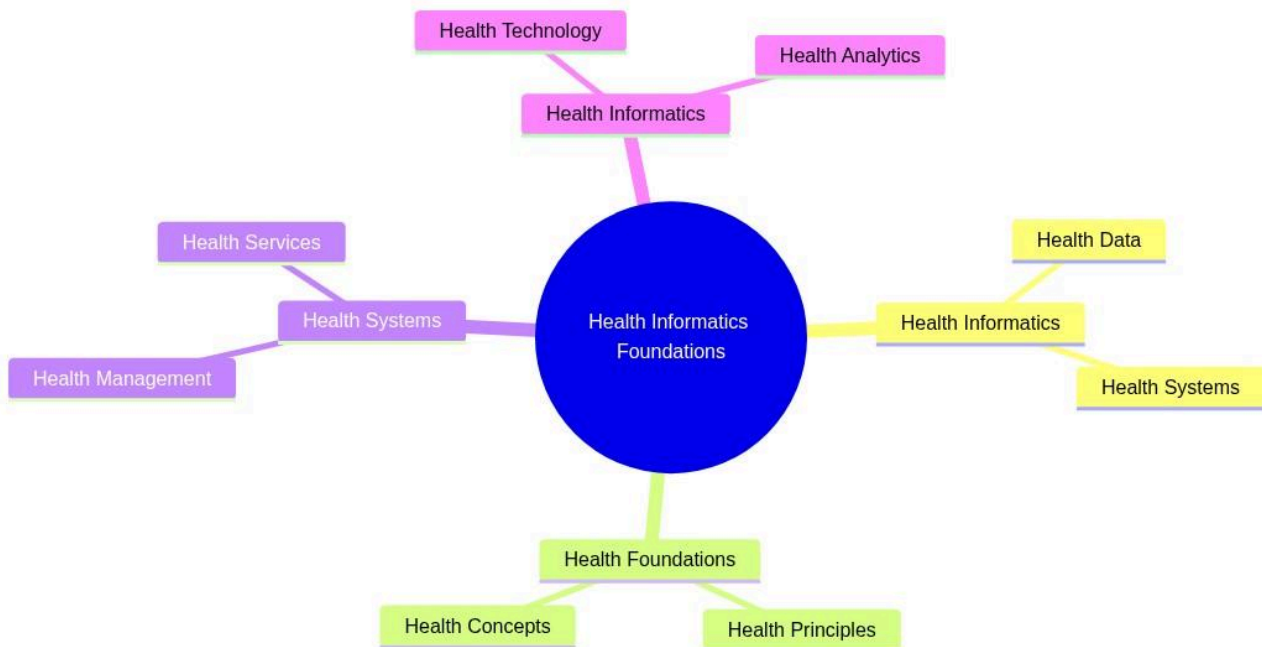 Health Technology
Health Analytics
Health Informatics
Health Services
Health Data
Health Systems
Health Informatics
Foundations
Health Informatics
Health Management
Health Systems
Health Foundations
Health Concepts
Health Principles